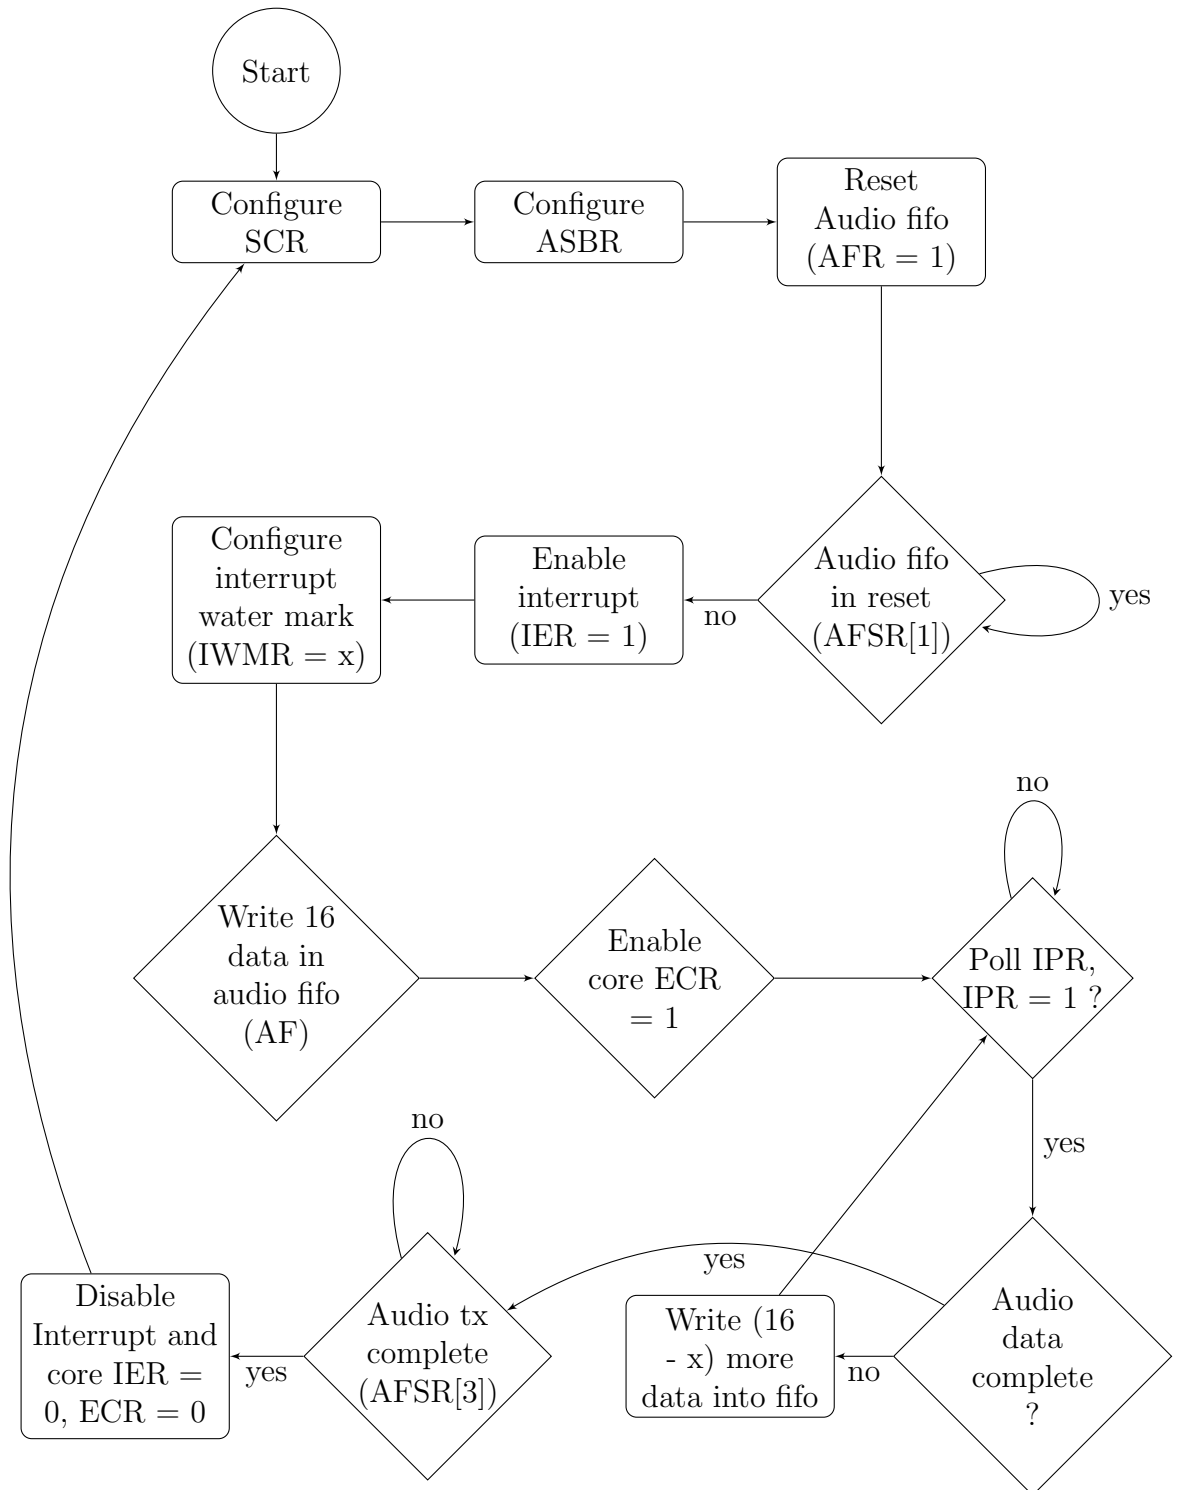 Start
Configure
SCR
Configure
ASBR
Reset
Audio fifo
(AFR = 1)
Audio fifo
in reset
(AFSR[1])
yes
no
Enable
interrupt
(IER = 1)
Configure
interrupt
water mark
(IWMR = x)
Write 16
data in
audio fifo
(AF)
Enable
core ECR
= 1
no
Poll IPR,
IPR = 1 ?
yes
Audio
data
complete
?
no
Write (16
- x) more
data into fifo
yes
no
Audio tx
complete
(AFSR[3])
yes
Disable
Interrupt and
core IER =
0, ECR = 0